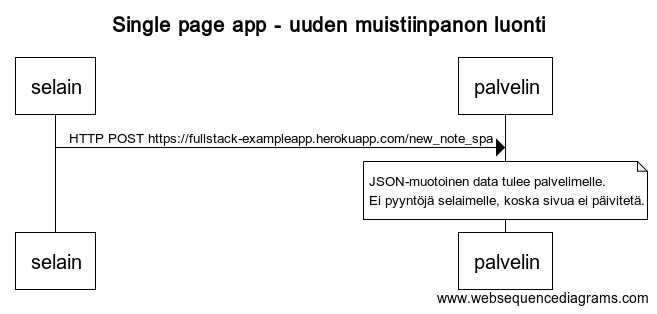 Single page app - uuden muistiinpanon luonti
selain
palvelin
HTTP POST https://fullstack-exampleapp.herokuapp.com/new_note_spa
JSON-muotoinen data tulee palvelimelle.
Ei pyyntöjä selaimelle, koska sivua ei päivitetä.
selain
palvelin
www.websequencediagrams.com